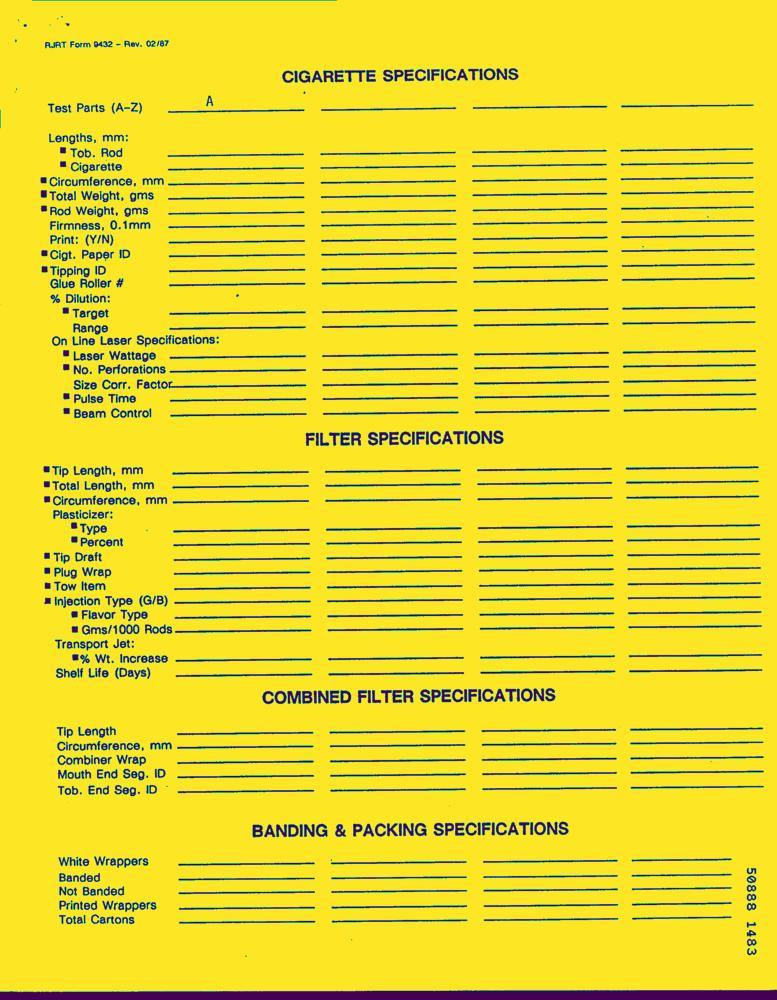 RJRT Form 9432 - Rev. 02/87
CIGARETTE SPECIFICATIONS
Test Parts (A-Z) A
Lengths, mm:
■ Tob. Rod
■ Cigarette
■ Circumference, mm
■ Total Weight, gms
■ Rod Weight, gms
Firmness, 0.1mm
Print: (Y/N)
■ Cigt. Paper ID
■ Tipping ID
Glue Roller #
% Dilution:
■ Target
Range
On Line Laser Specifications:
■ Laser Wattage
■ No. Perforations
Size Corr. Factor
■ Pulse Time
■ Beam Control
FILTER SPECIFICATIONS
■ Tip Length, mm
■ Total Length, mm
■ Circumference, mm
Plasticizer:
■ Type
■ Percent
■ Tip Draft
■ Plug Wrap
■ Tow Item
■ Injection Type (G/B)
■ Flavor Type
■ Gms/1000 Rods
Transport Jet:
■ % Wt. Increase
Shelf Life (Days)
COMBINED FILTER SPECIFICATIONS
Tip Length
Circumference, mm
Combiner Wrap
Mouth End Seg. ID
Tob. End Seg. ID
BANDING & PACKING SPECIFICATIONS
White Wrappers
Banded
Not Banded
Printed Wrappers
Total Cartons
50888 1483